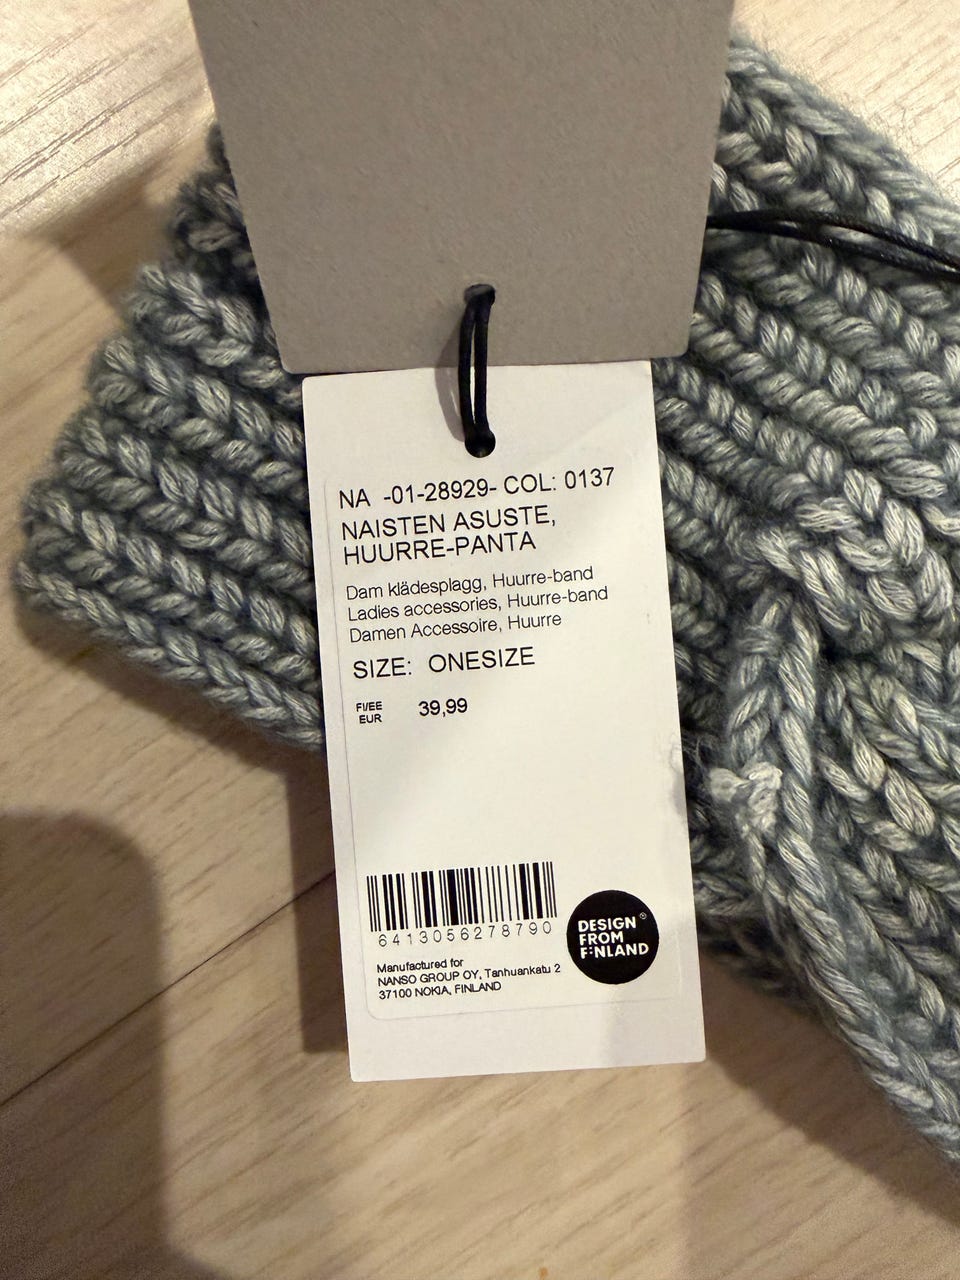 NA -01-28929- COL: 0137
NAISTEN ASUSTE,
HUURRE-PANTA
Dam klädesplagg, Huurre-band
Ladies accessories, Huurre-band
Damen Accessoire, Huurre
SIZE: ONESIZE
FI/EE
EUR 39,99
6413056278790
Manufactured for
NANSO GROUP OY, Tanhuankatu 2
37100 NOKIA, FINLAND
DESIGN®
FROM
FINLAND